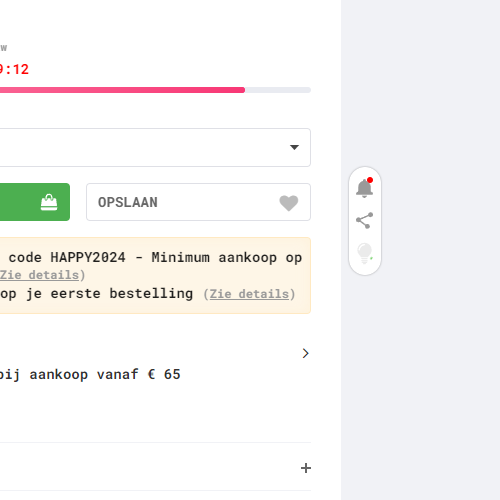 w
9:12
OPSLAAN
code HAPPY2024 - Minimum aankoop op
Zie details)
op je eerste bestelling (Zie details)
bij aankoop vanaf € 65